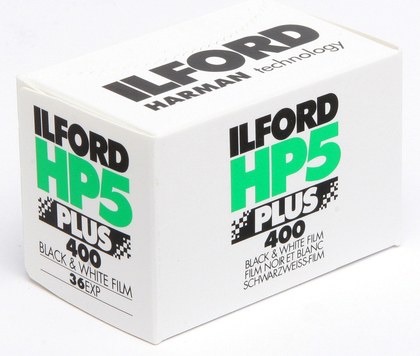 ILFORD
HARMAN technology
ILFORD
HP5
PLUS
400
BLACK & WHITE FILM
36EXP
ILFORD
HP5
PLUS
400
BLACK & WHITE FILM
FILM NOIR ET BLANC
SCHWARZWEISS-FILM